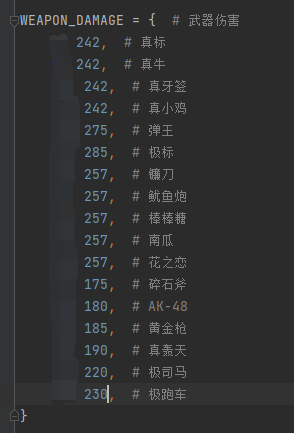 WEAPON_DAMAGE = {  # 武器伤害
242,  # 真标
242,  # 真牛
242,  # 真牙签
242,  # 真小鸡
275,  # 弹王
285,  # 极标
257,  # 镰刀
257,  # 鱿鱼炮
257,  # 棒棒糖
257,  # 南瓜
257,  # 花之恋
175,  # 碎石斧
180,  # AK-48
185,  # 黄金枪
190,  # 真轰天
220,  # 极司马
230,  # 极跑车
}